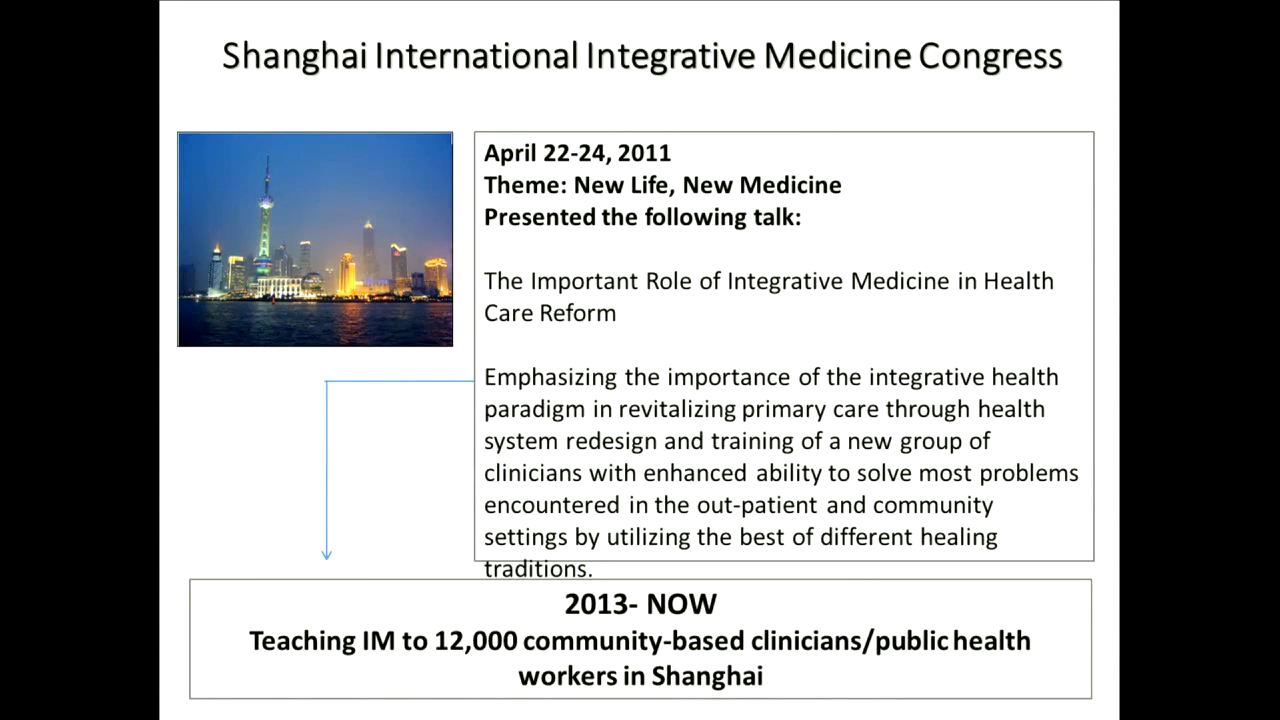 Shanghai International Integrative Medicine Congress
April 22-24, 2011
Theme: New Life, New Medicine
Presented the following talk:
The Important Role of Integrative Medicine in Health
Care Reform
Emphasizing the importance of the integrative health
paradigm in revitalizing primary care through health
system redesign and training of a new group of
clinicians with enhanced ability to solve most problems
encountered in the out-patient and community
settings by utilizing the best of different healing
traditions.
2013- NOW
Teaching IM to 12,000 community-based clinicians/public health
workers in Shanghai